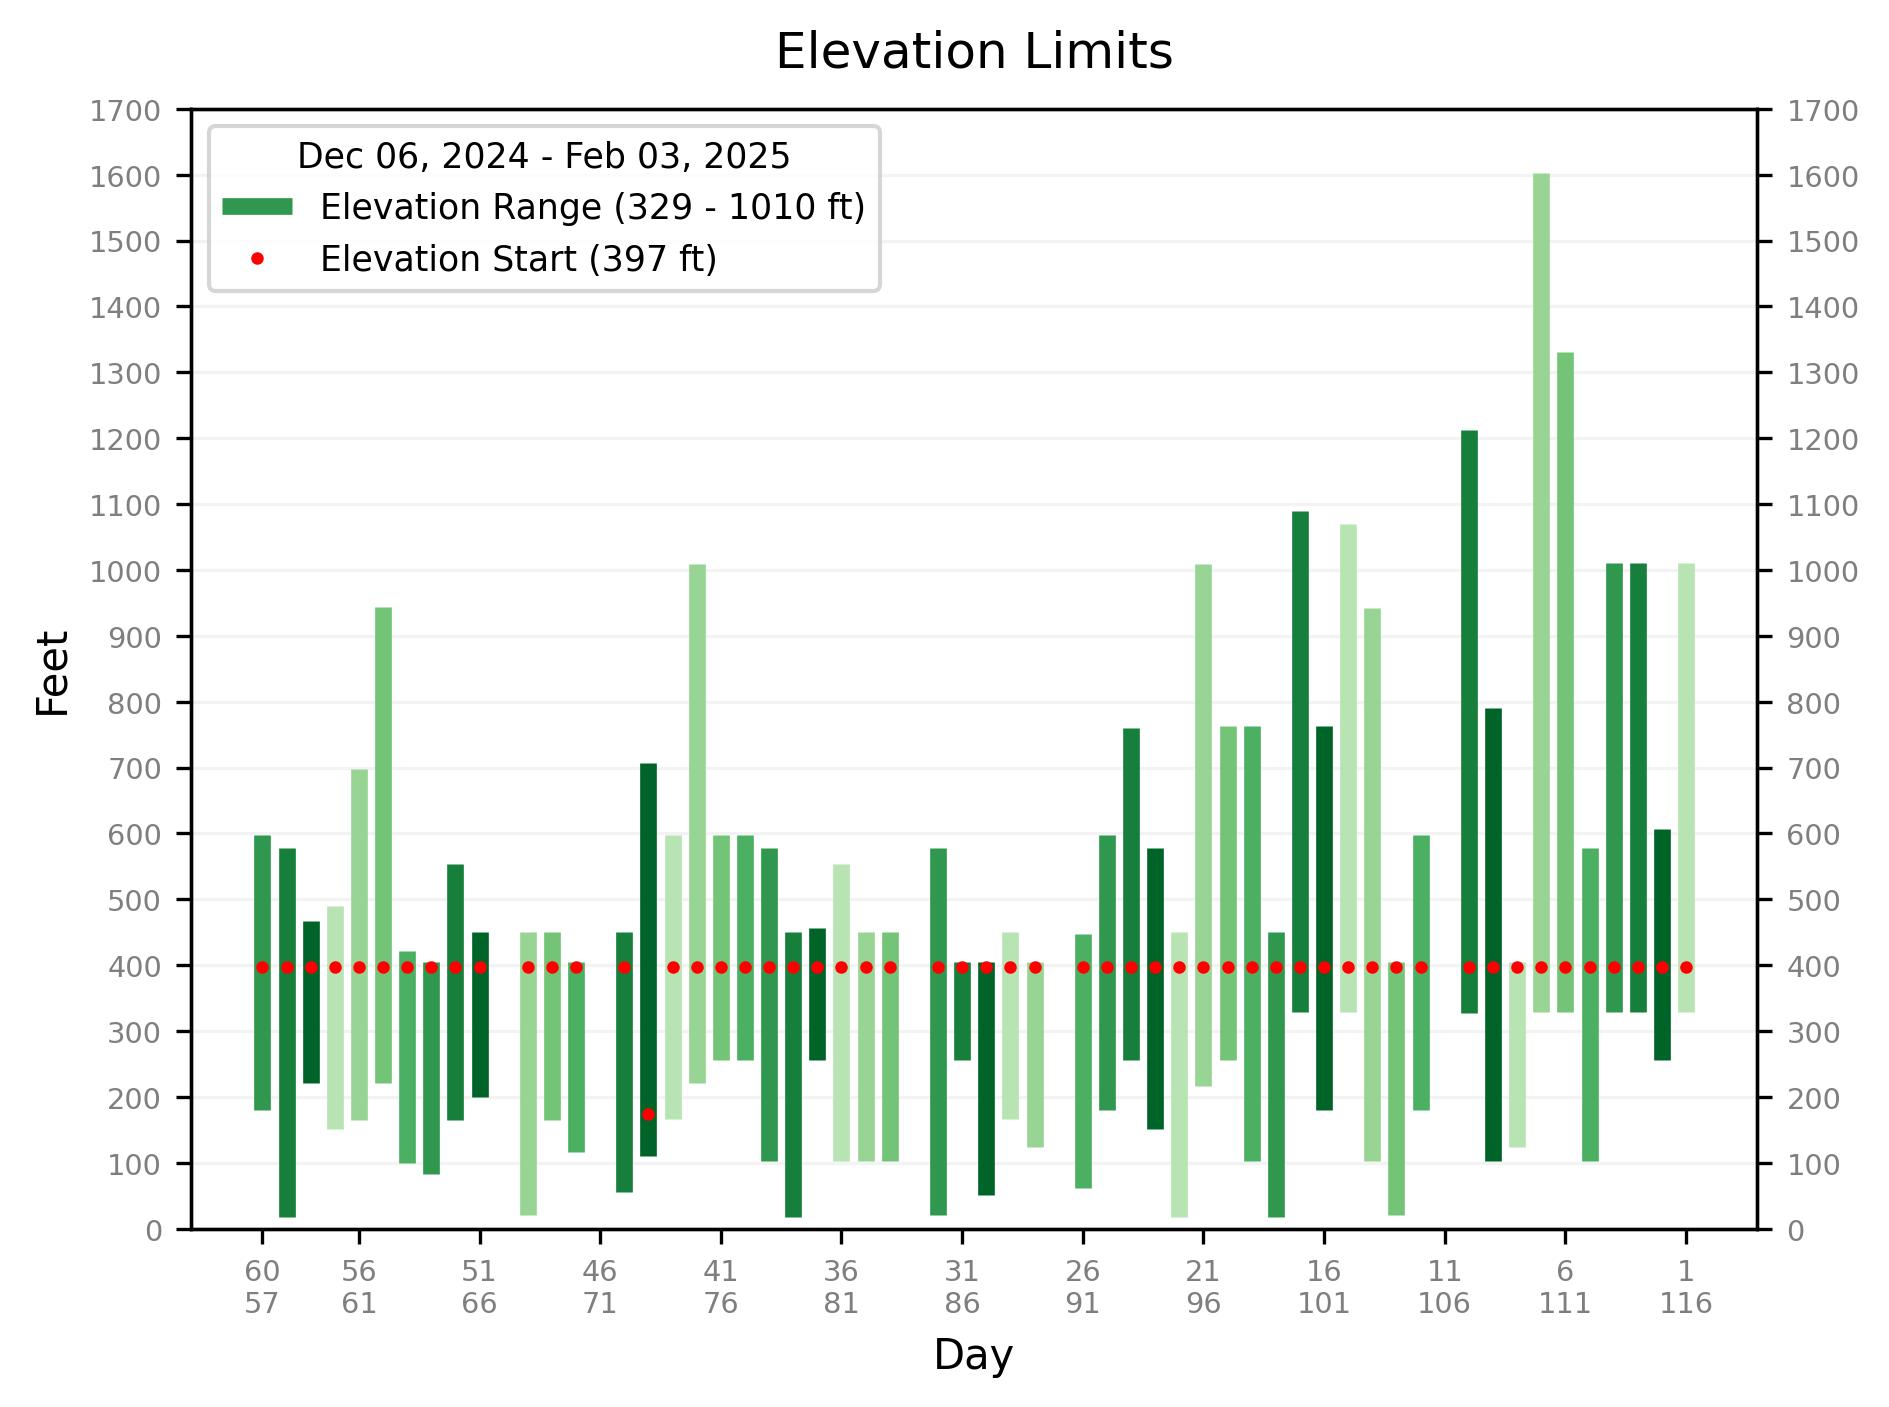 Elevation Limits
Dec 06, 2024 - Feb 03, 2025
Elevation Range (329 - 1010 ft)
Elevation Start (397 ft)
Feet
1700 1700
1600 1600
1500 1500
1400 1400
1300 1300
1200 1200
1100 1100
1000 1000
900 900
800 800
700 700
600 600
500 500
400 400
300 300
200 200
100 100
0 0
60 56 51 46 41 36 31 26 21 16 11 6 1
57 61 66 71 76 81 86 91 96 101 106 111 116
Day